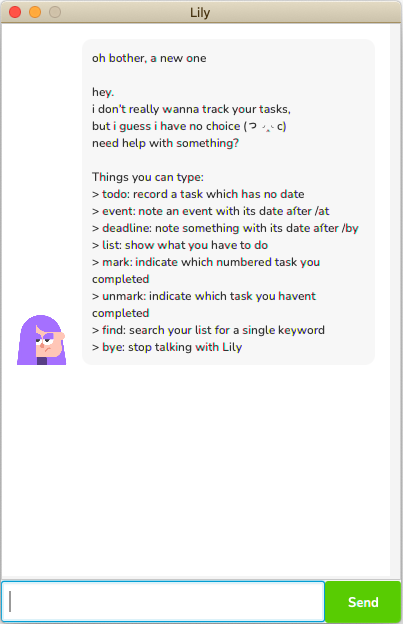 Lily
oh bother, a new one
hey.
i don't really wanna track your tasks,
but i guess i have no choice
need help with something?
Things you can type:
> todo: record a task which has no date
> event: note an event with its date after /at
> deadline: note something with its date after /by
> list: show what you have to do
> mark: indicate which numbered task you
completed
> unmark: indicate which task you havent
completed
> find: search your list for a single keyword
> bye: stop talking with Lily
Send